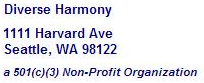 Diverse Harmony
1111 Harvard Ave
Seattle, WA 98122
a 501(c)(3) Non-Profit Organization